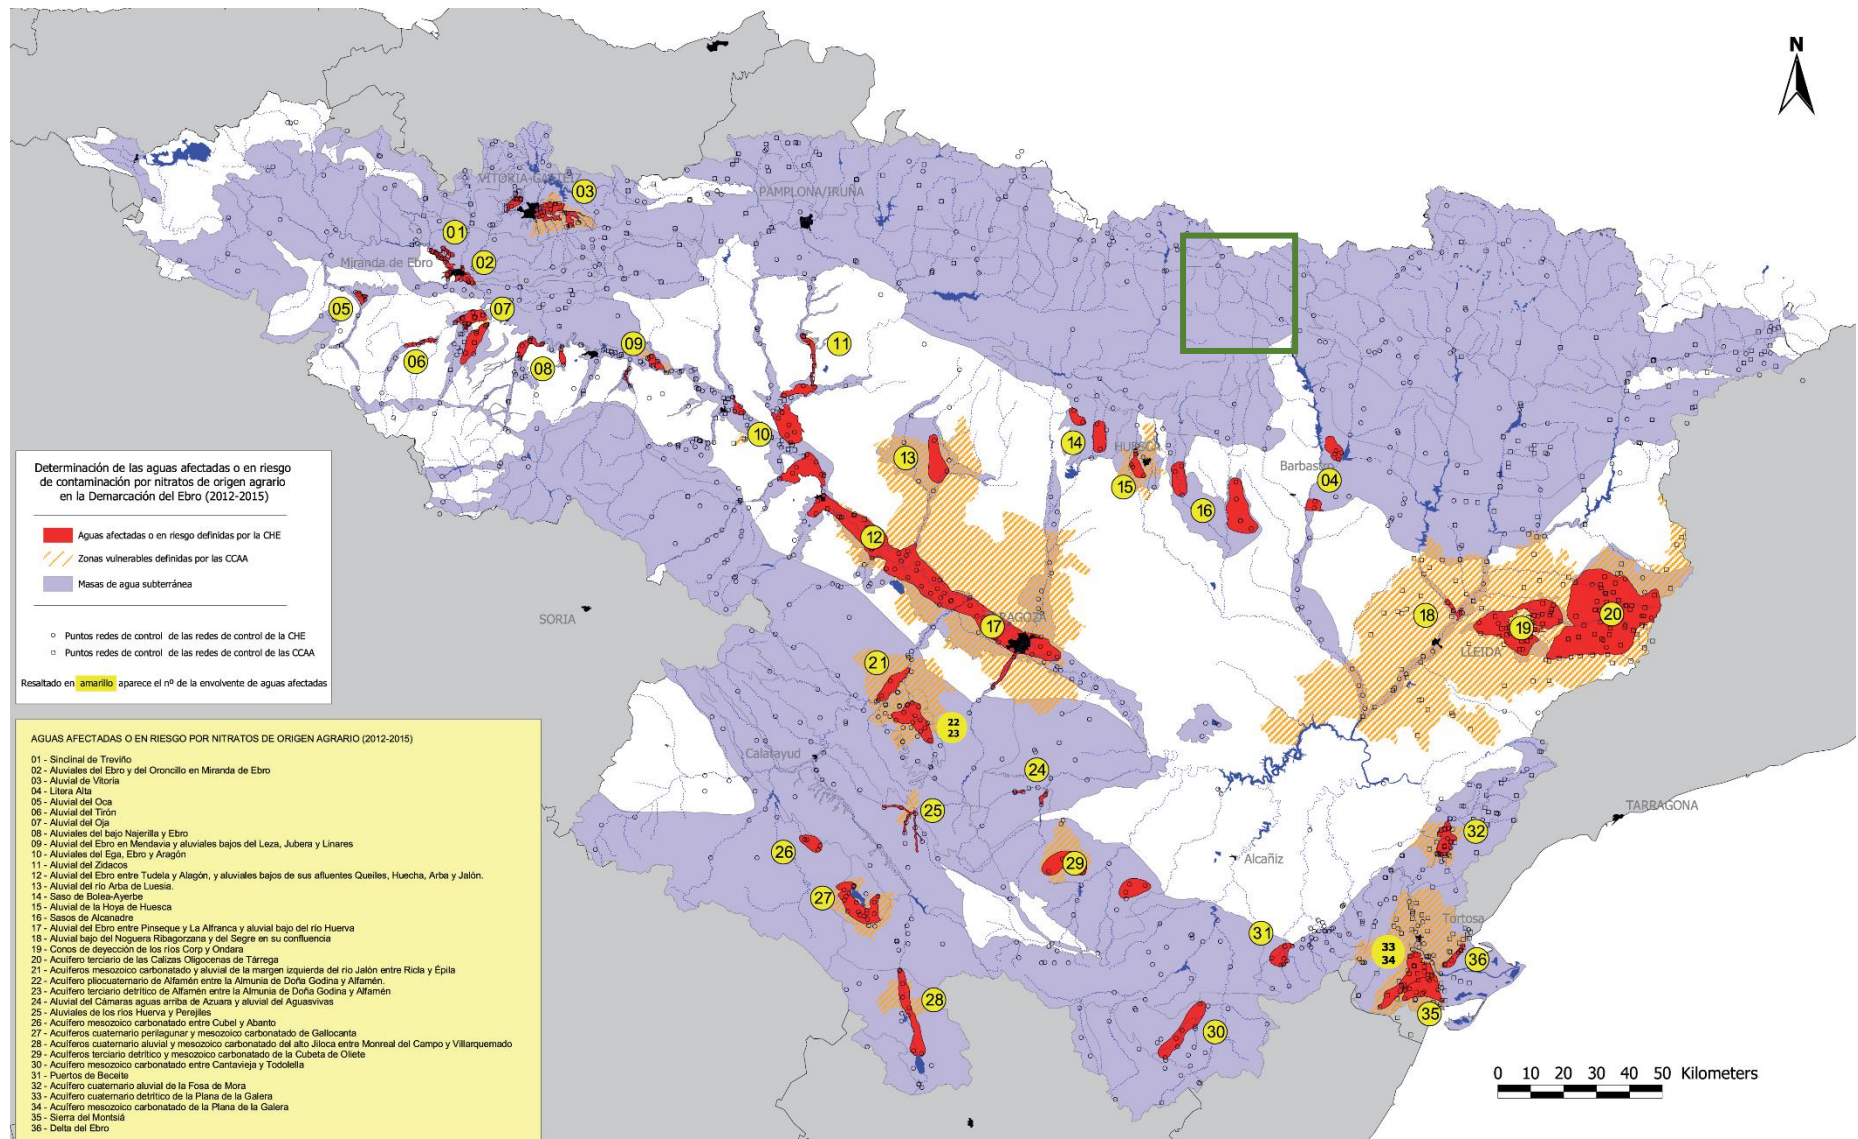 N
VITORIA-GASTEIZ
03
PAMPLONA/IRUÑA
01
02
Miranda de Ebro
05
07
06
08
09
11
10
13
14
HUESCA
15
16
Barbastro
04
12
17
ZARAGOZA
18
19
20
LLEIDA
SORIA
21
22
23
Calatayud
24
25
26
27
28
29
30
31
Alcañiz
TARRAGONA
32
Tortosa
33
34
35
36
0 10 20 30 40 50 Kilometers
Determinación de las aguas afectadas o en riesgo
de contaminación por nitratos de origen agrario
en la Demarcación del Ebro (2012-2015)
Aguas afectadas o en riesgo definidas por la CHE
Zonas vulnerables definidas por las CCAA
Masas de agua subterránea
Puntos redes de control de las redes de control de la CHE
Puntos redes de control de las redes de control de las CCAA
Resaltado en amarillo aparece el nº de la envolvente de aguas afectadas
AGUAS AFECTADAS O EN RIESGO POR NITRATOS DE ORIGEN AGRARIO (2012-2015)
01 - Sinclinal de Treviño
02 - Aluviales del Ebro y del Oroncillo en Miranda de Ebro
03 - Aluvial de Vitoria
04 - Litera Alta
05 - Aluvial del Oca
06 - Aluvial del Tirón
07 - Aluvial del Oja
08 - Aluviales del bajo Najerilla y Ebro
09 - Aluvial del Ebro en Mendavia y aluviales bajos del Leza, Jubera y Linares
10 - Aluviales del Ega, Ebro y Aragón
11 - Aluvial del Zidacos
12 - Aluvial del Ebro entre Tudela y Alagón, y aluviales bajos de sus afluentes Queiles, Huecha, Arba y Jalón.
13 - Aluvial del río Arba de Luesia.
14 - Saso de Bolea-Ayerbe
15 - Aluvial de la Hoya de Huesca
16 - Sasos de Alcanadre
17 - Aluvial del Ebro entre Pinseque y La Alfranca y aluvial bajo del río Huerva
18 - Aluvial bajo del Noguera Ribagorzana y del Segre en su confluencia
19 - Conos de deyección de los ríos Corp y Ondara
20 - Acuífero terciario de las Calizas Oligocenas de Tárrega
21 - Acuíferos mesozoico carbonatado y aluvial de la margen izquierda del río Jalón entre Ricla y Épila
22 - Acuífero pliocuaternario de Alfamén entre la Almunia de Doña Godina y Alfamén.
23 - Acuífero terciario detrítico de Alfamén entre la Almunia de Doña Godina y Alfamén
24 - Aluvial del Cámaras aguas arriba de Azuara y aluvial del Aguasvivas
25 - Aluviales de los ríos Huerva y Perejiles
26 - Acuífero mesozoico carbonatado entre Cubel y Abanto
27 - Acuíferos cuaternario perilagunar y mesozoico carbonatado de Gallocanta
28 - Acuíferos cuaternario aluvial y mesozoico carbonatado del alto Jiloca entre Monreal del Campo y Villarquemado
29 - Acuíferos terciario detrítico y mesozoico carbonatado de la Cubeta de Oliete
30 - Acuífero mesozoico carbonatado entre Cantavieja y Todolella
31 - Puertos de Beceite
32 - Acuífero cuaternario aluvial de la Fosa de Mora
33 - Acuífero cuaternario detrítico de la Plana de la Galera
34 - Acuífero mesozoico carbonatado de la Plana de la Galera
35 - Sierra del Montsiá
36 - Delta del Ebro